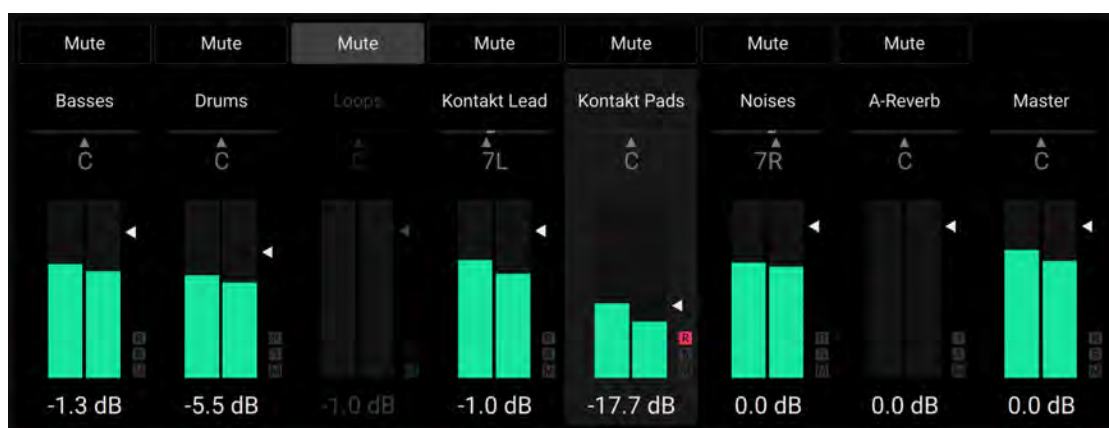 Mute Mute Mute Mute Mute Mute Mute
Basses Drums Loops Kontakt Lead Kontakt Pads Noises A-Reverb Master
C C C 7L C 7R C C
R
-1.3 dB -5.5 dB -1.0 dB -1.0 dB -17.7 dB 0.0 dB 0.0 dB 0.0 dB